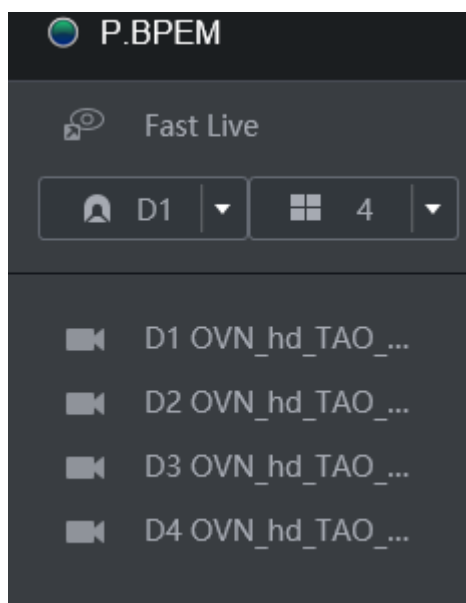 P.BPEM
Fast Live
D1 4
D1 OVN_hd_TAO_...
D2 OVN_hd_TAO_...
D3 OVN_hd_TAO_...
D4 OVN_hd_TAO_...